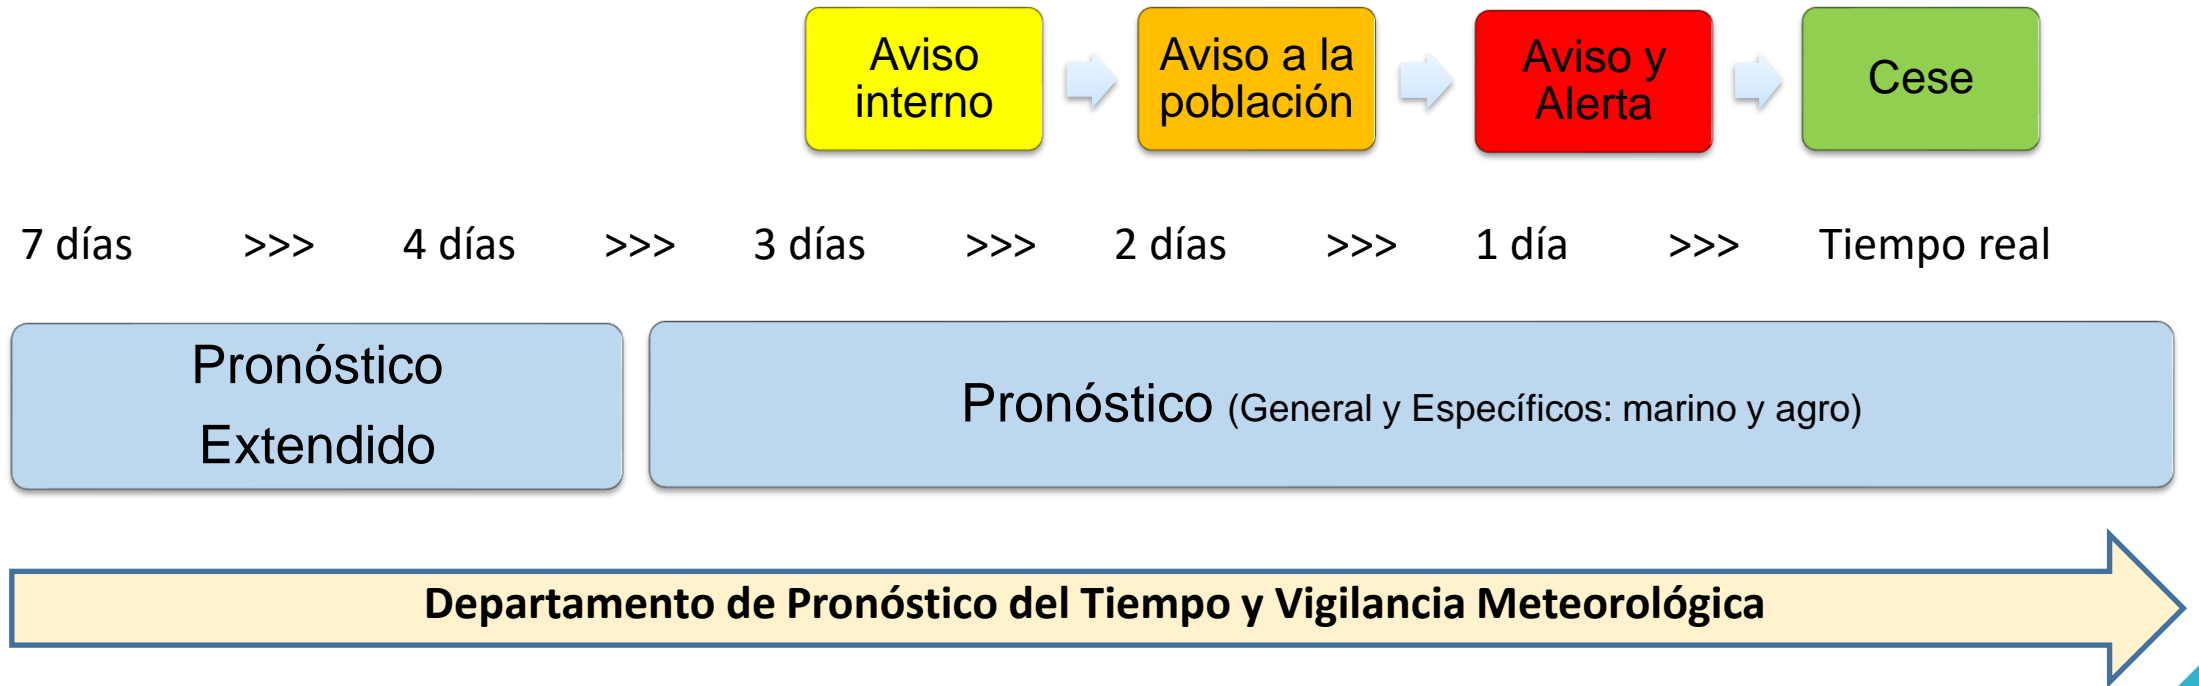 Aviso
interno
Aviso a la
población
Aviso y
Alerta
Cese
7 días >>> 4 días >>> 3 días >>> 2 días >>> 1 día >>> Tiempo real
Pronóstico
Extendido
Pronóstico (General y Específicos: marino y agro)
Departamento de Pronóstico del Tiempo y Vigilancia Meteorológica